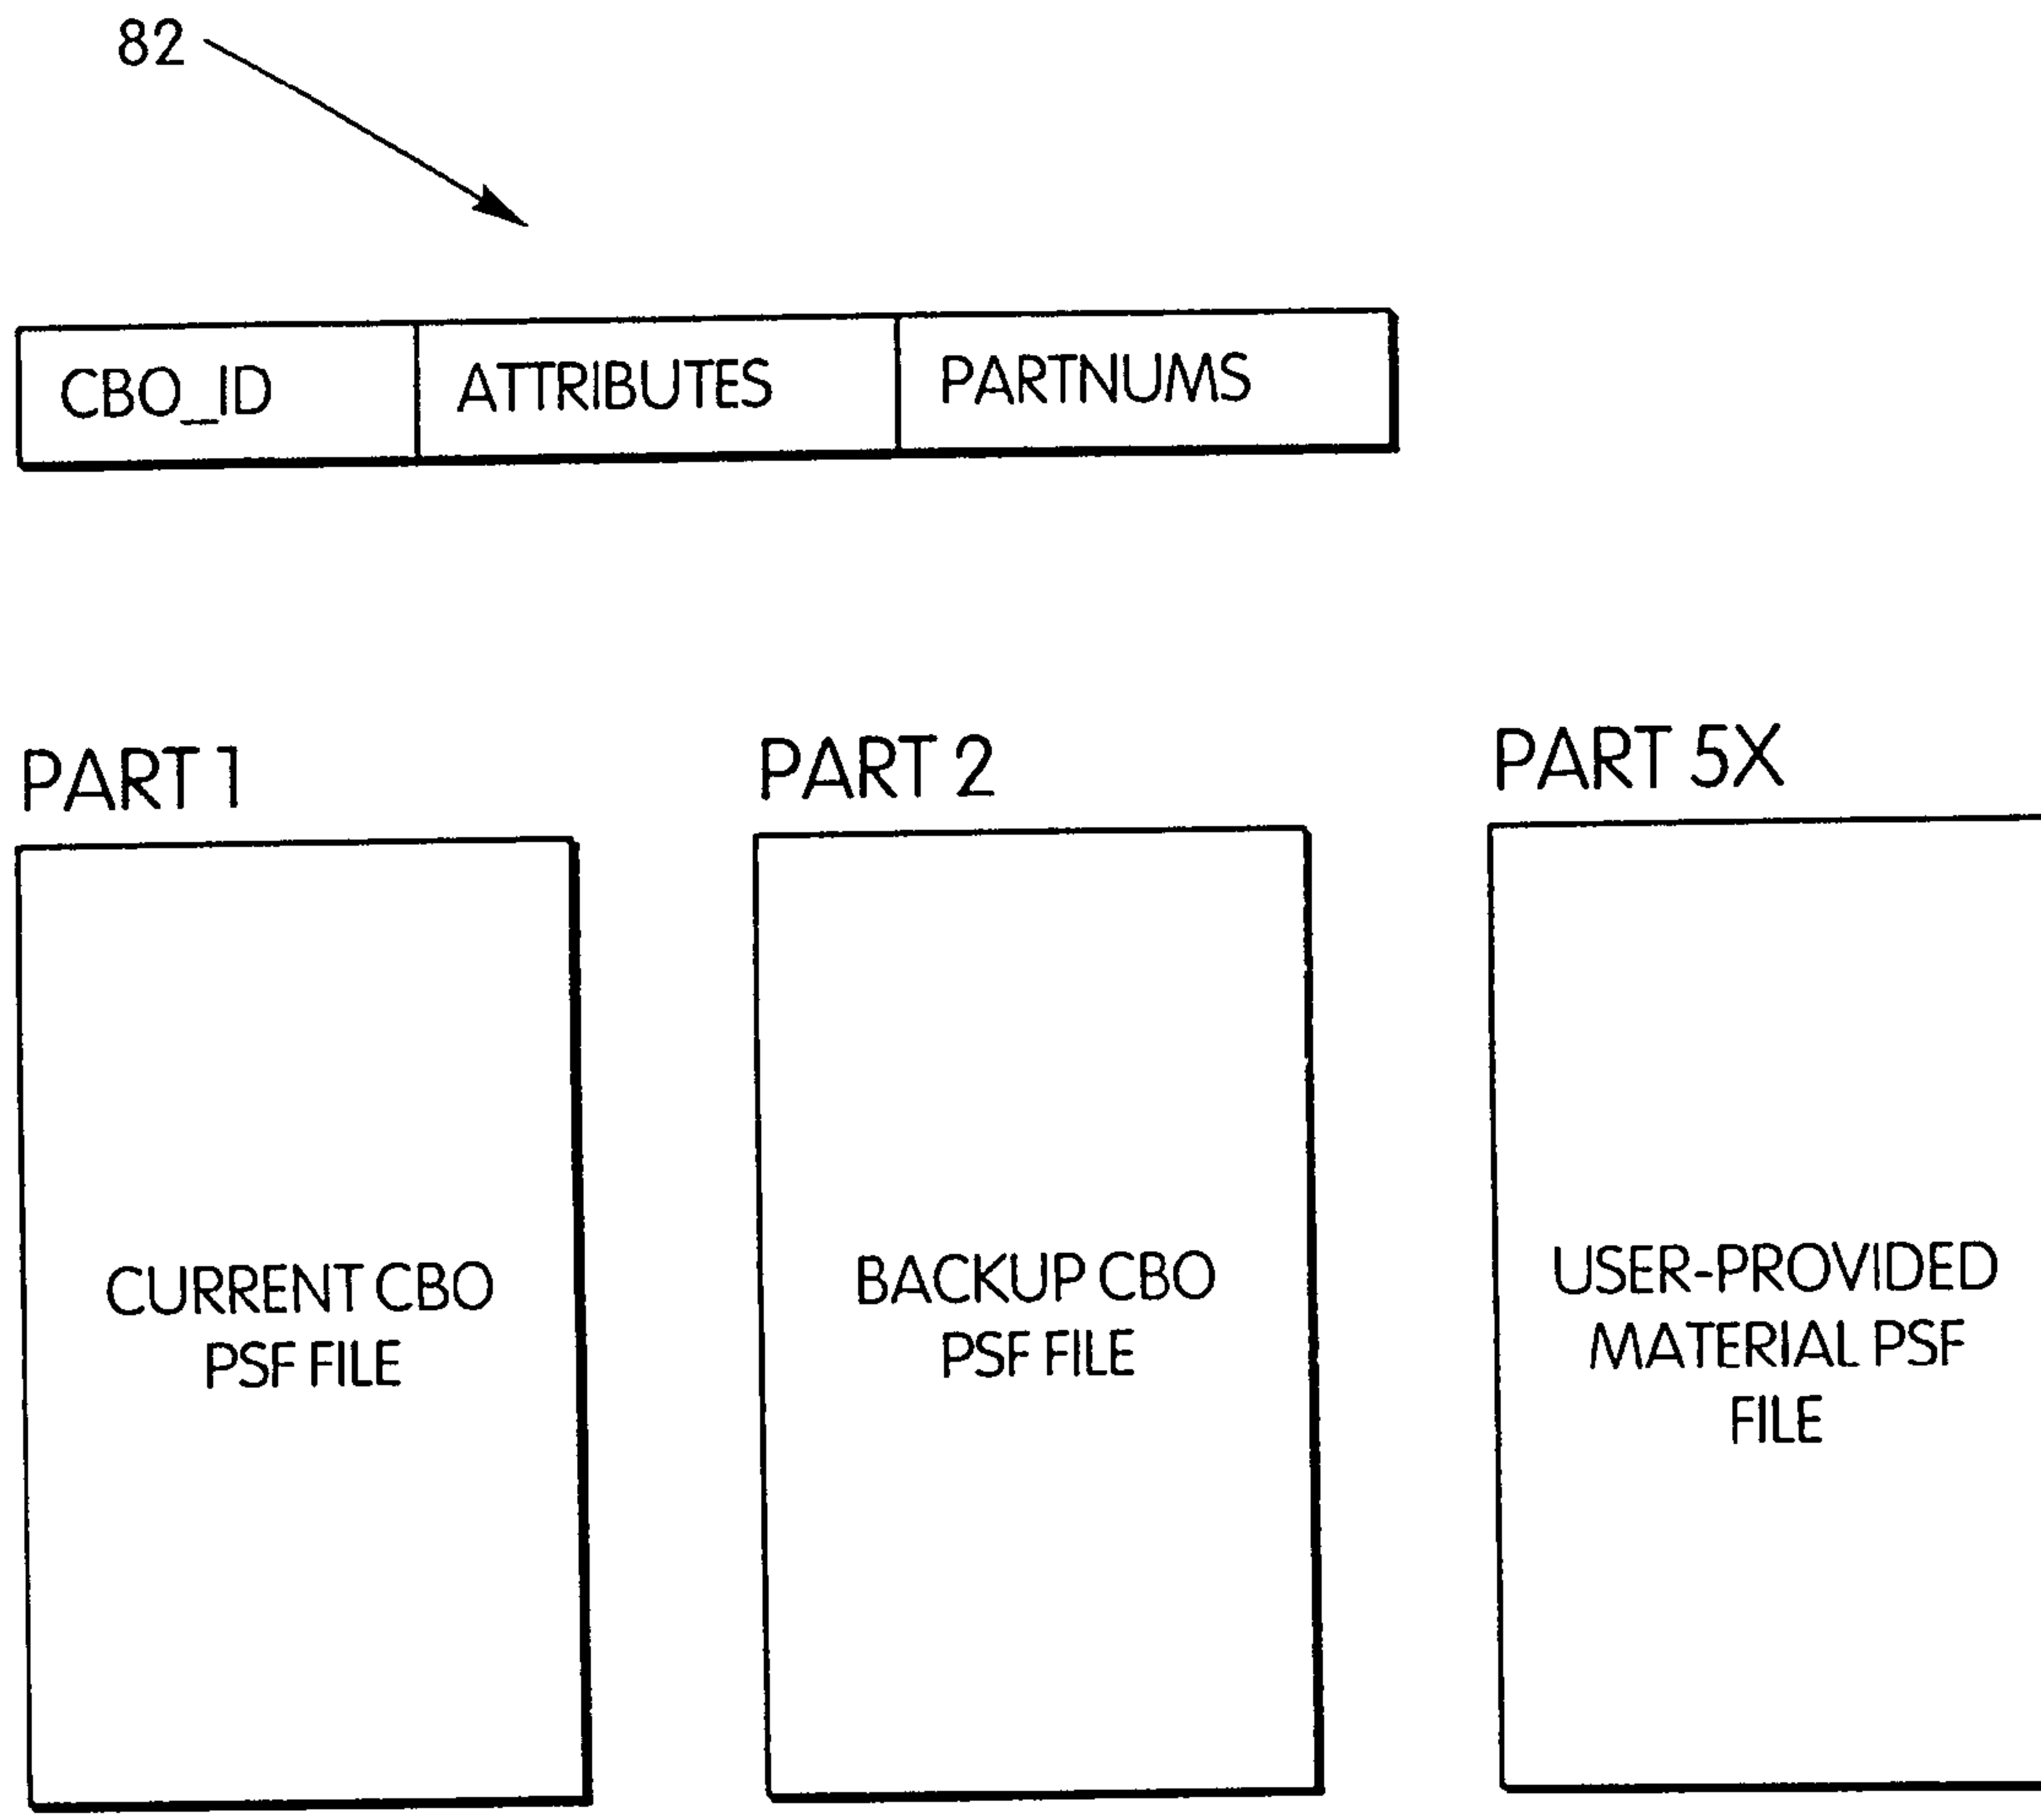 82
CBO_ID ATTRIBUTES PARTNUMS
PART 1 PART 2 PART 5X
CURRENT CBO
PSF FILE
BACKUP CBO
PSF FILE
USER-PROVIDED
MATERIAL PSF
FILE